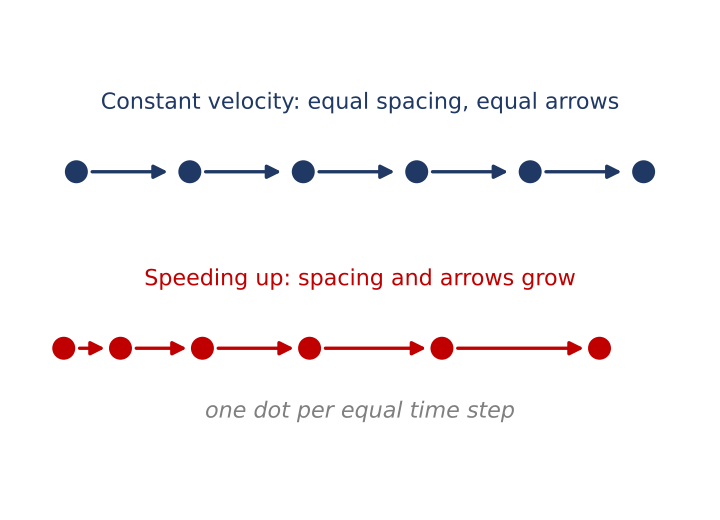 Constant velocity: equal spacing, equal arrows
Speeding up: spacing and arrows grow
one dot per equal time step